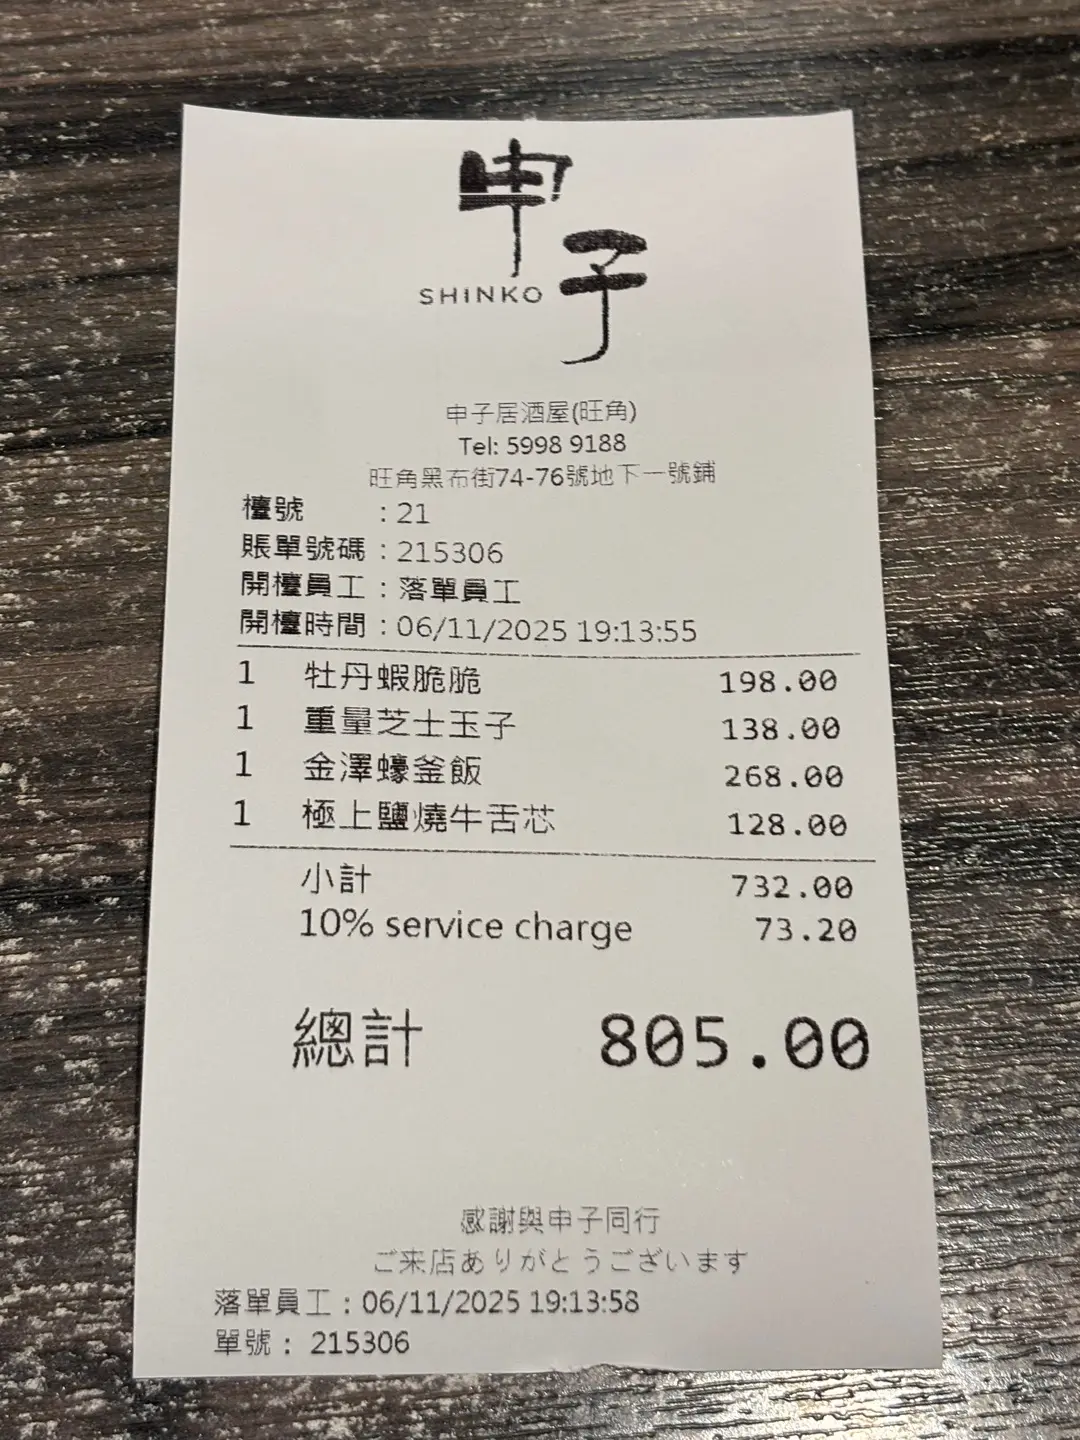 申子
SHINKO
申子居酒屋(旺角)
Tel: 5998 9188
旺角黑布街74-76號地下一號鋪
檯號 : 21
賬單號碼 : 215306
開檯員工 : 落單員工
開檯時間 : 06/11/2025 19:13:55
1 牡丹蝦脆脆 198.00
1 重量芝士玉子 138.00
1 金澤蠔釜飯 268.00
1 極上鹽燒牛舌芯 128.00
小計 732.00
10% service charge 73.20
總計 805.00
感謝與申子同行
ご来店ありがとうございます
落單員工 : 06/11/2025 19:13:58
單號 : 215306